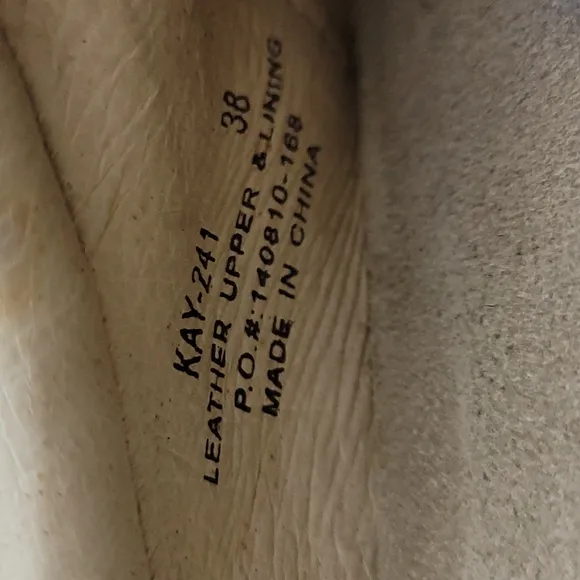 KAY-241 38
LEATHER UPPER & LINING
P.O.#:140810-168
MADE IN CHINA